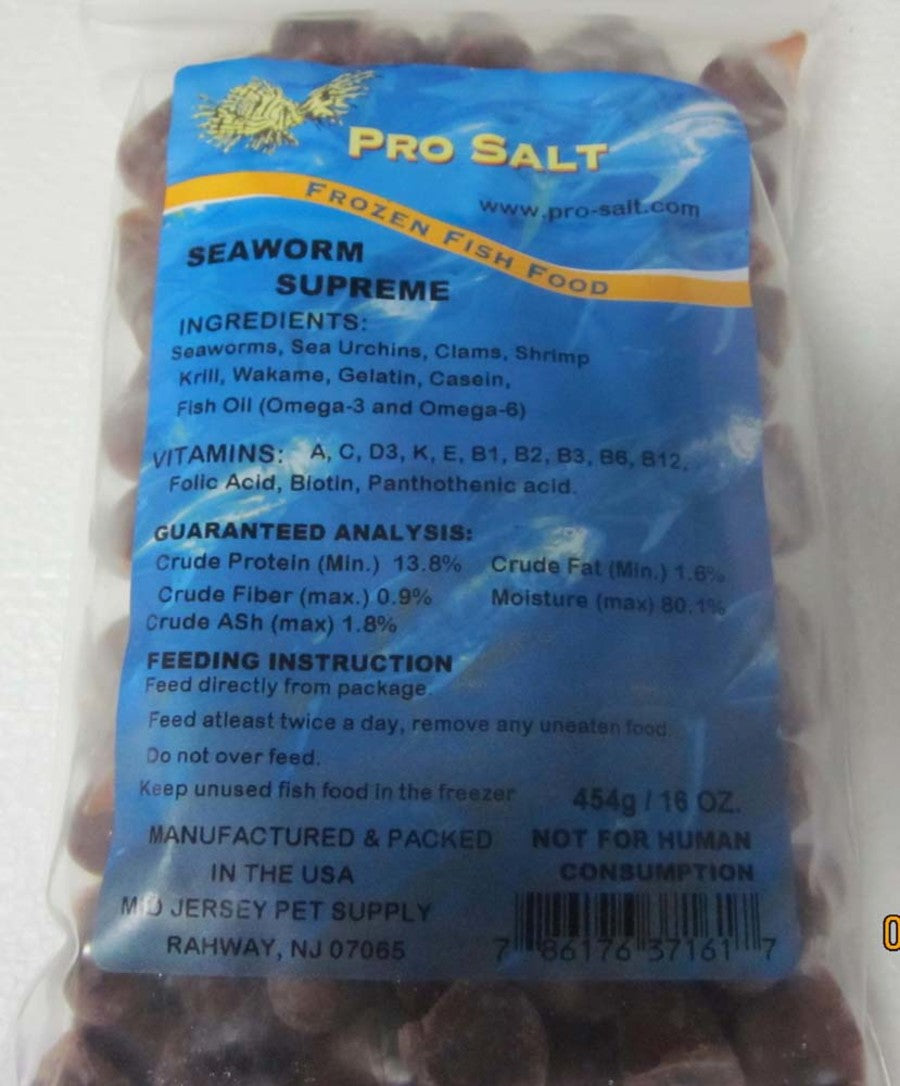 PRO SALT
www.pro-salt.com
FROZEN FISH FOOD
SEAWORM
SUPREME
INGREDIENTS:
Seaworms, Sea Urchins, Clams, Shrimp
Krill, Wakame, Gelatin, Casein,
Fish Oil (Omega-3 and Omega-6)
VITAMINS: A, C, D3, K, E, B1, B2, B3, B6, B12,
Folic Acid, Biotin, Panthothenic acid.
GUARANTEED ANALYSIS:
Crude Protein (Min.) 13.8% Crude Fat (Min.) 1.6%
Crude Fiber (max.) 0.9% Moisture (max) 80.1%
Crude ASh (max) 1.8%
FEEDING INSTRUCTION
Feed directly from package.
Feed atleast twice a day, remove any uneaten food.
Do not over feed.
Keep unused fish food in the freezer
454g / 16 OZ.
MANUFACTURED & PACKED
IN THE USA
NOT FOR HUMAN
CONSUMPTION
MID JERSEY PET SUPPLY
RAHWAY, NJ 07065
7 86176 37161 7
0